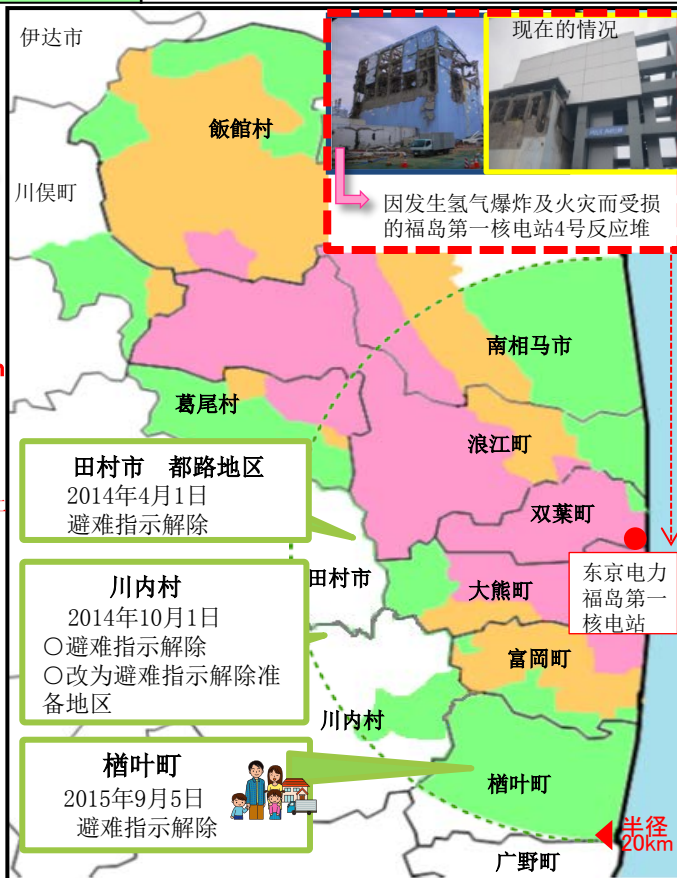 伊达市
现在的情况
飯館村
川俣町
因发生氢气爆炸及火灾而受损
的福岛第一核电站4号反应堆
南相马市
葛尾村
浪江町
田村市 都路地区
2014年4月1日
避难指示解除
双葉町
田村市
大熊町
东京电力
福岛第一
核电站
川内村
2014年10月1日
○避难指示解除
○改为避难指示解除准
备地区
富岡町
川内村
楢叶町
2015年9月5日
避难指示解除
楢叶町
半径
20km
广野町